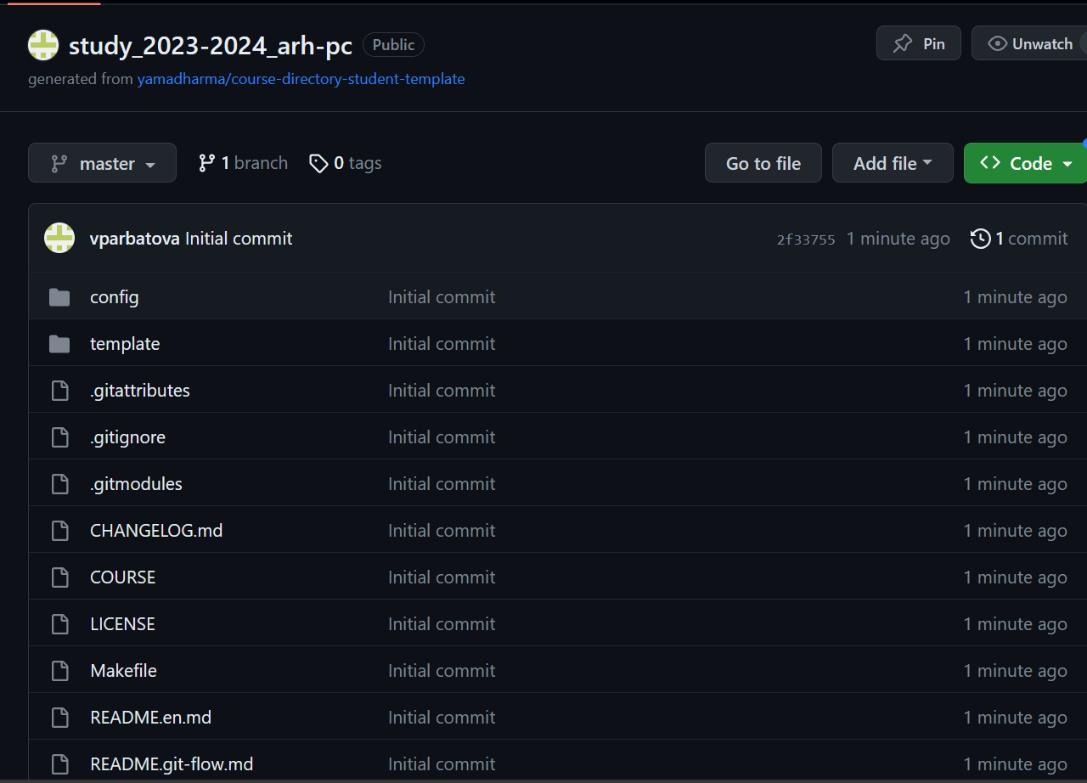 study_2023-2024_arh-pc Public Pin Unwatch
generated from yamadharma/course-directory-student-template
master 1 branch 0 tags Go to file Add file Code
vparbatova Initial commit 2f33755 1 minute ago 1 commit
config Initial commit 1 minute ago
template Initial commit 1 minute ago
.gitattributes Initial commit 1 minute ago
.gitignore Initial commit 1 minute ago
.gitmodules Initial commit 1 minute ago
CHANGELOG.md Initial commit 1 minute ago
COURSE Initial commit 1 minute ago
LICENSE Initial commit 1 minute ago
Makefile Initial commit 1 minute ago
README.en.md Initial commit 1 minute ago
README.git-flow.md Initial commit 1 minute ago